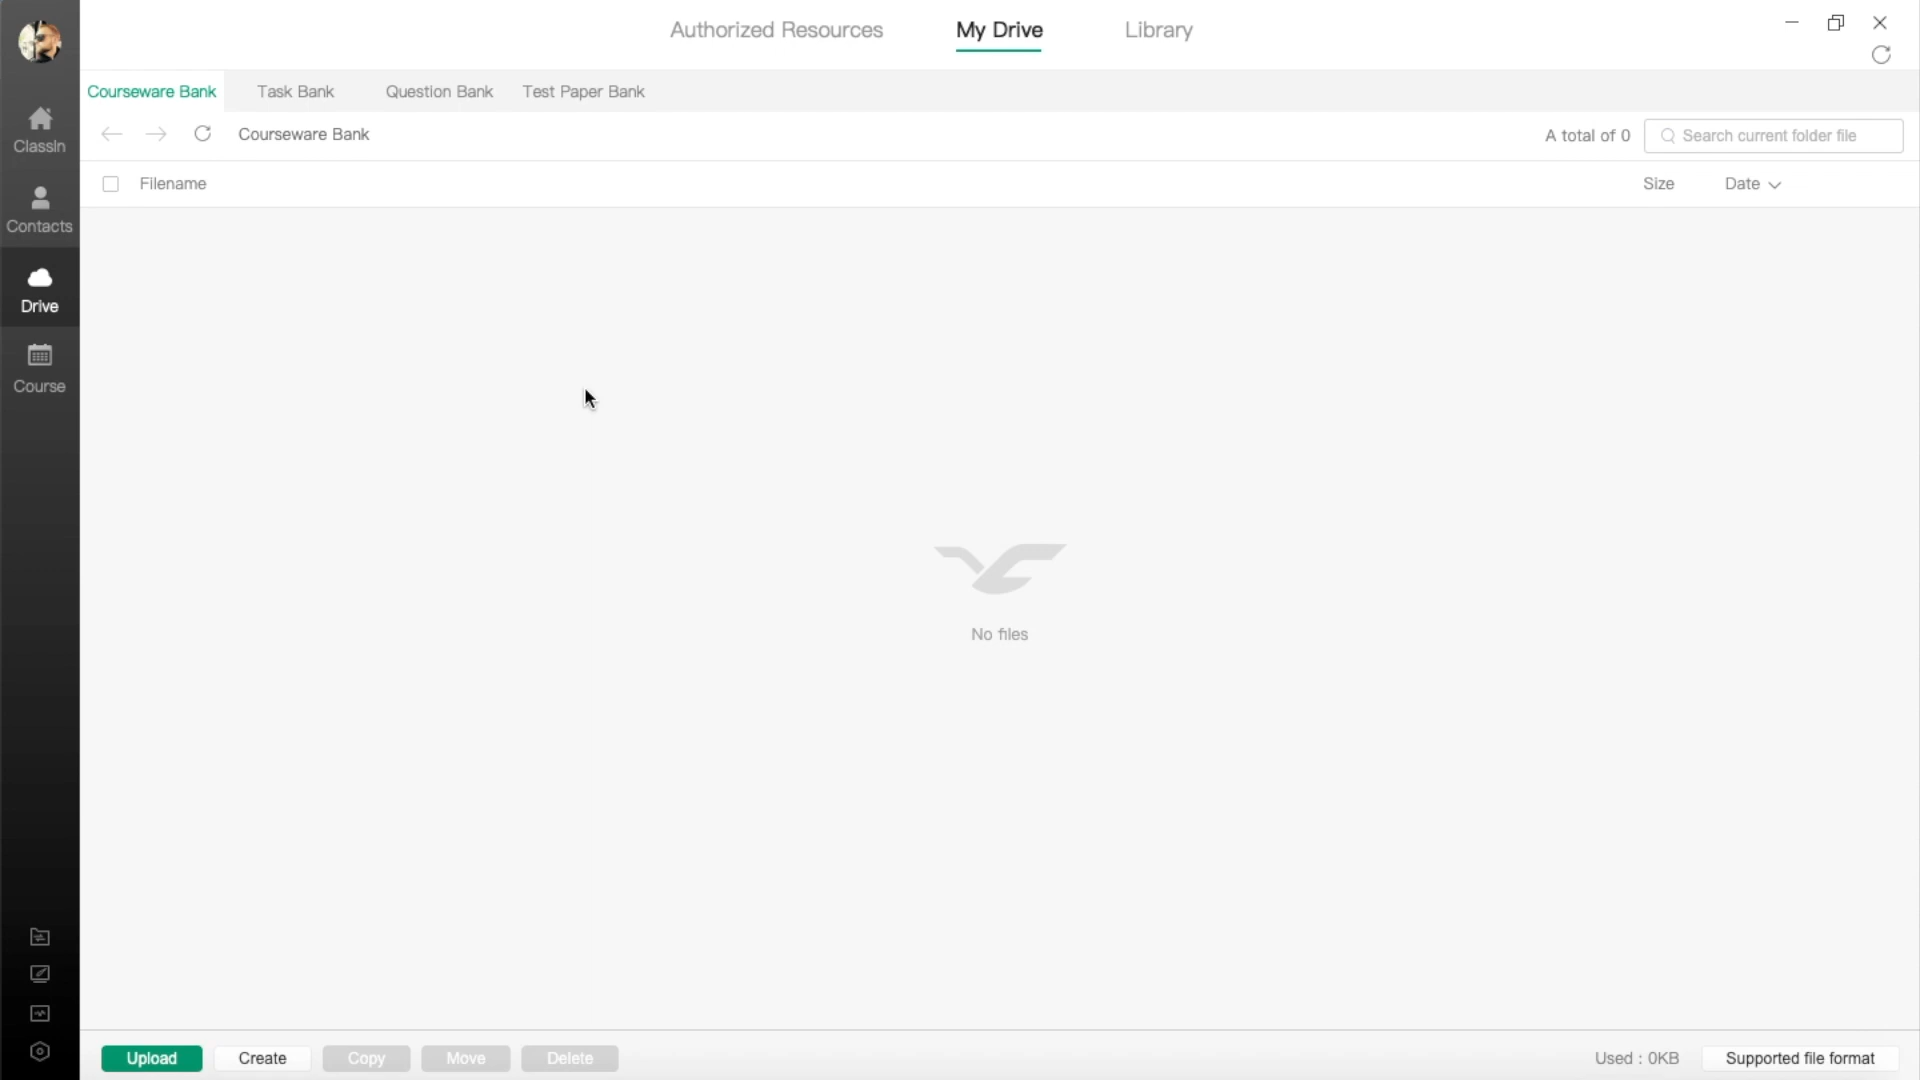 Authorized Resources My Drive Library
Courseware Bank Task Bank Question Bank Test Paper Bank
Courseware Bank A total of 0 Search current folder file
Filename Size Date
ClassIn
Contacts
Drive
Course
No files
Upload Create Copy Move Delete Used : 0KB Supported file format